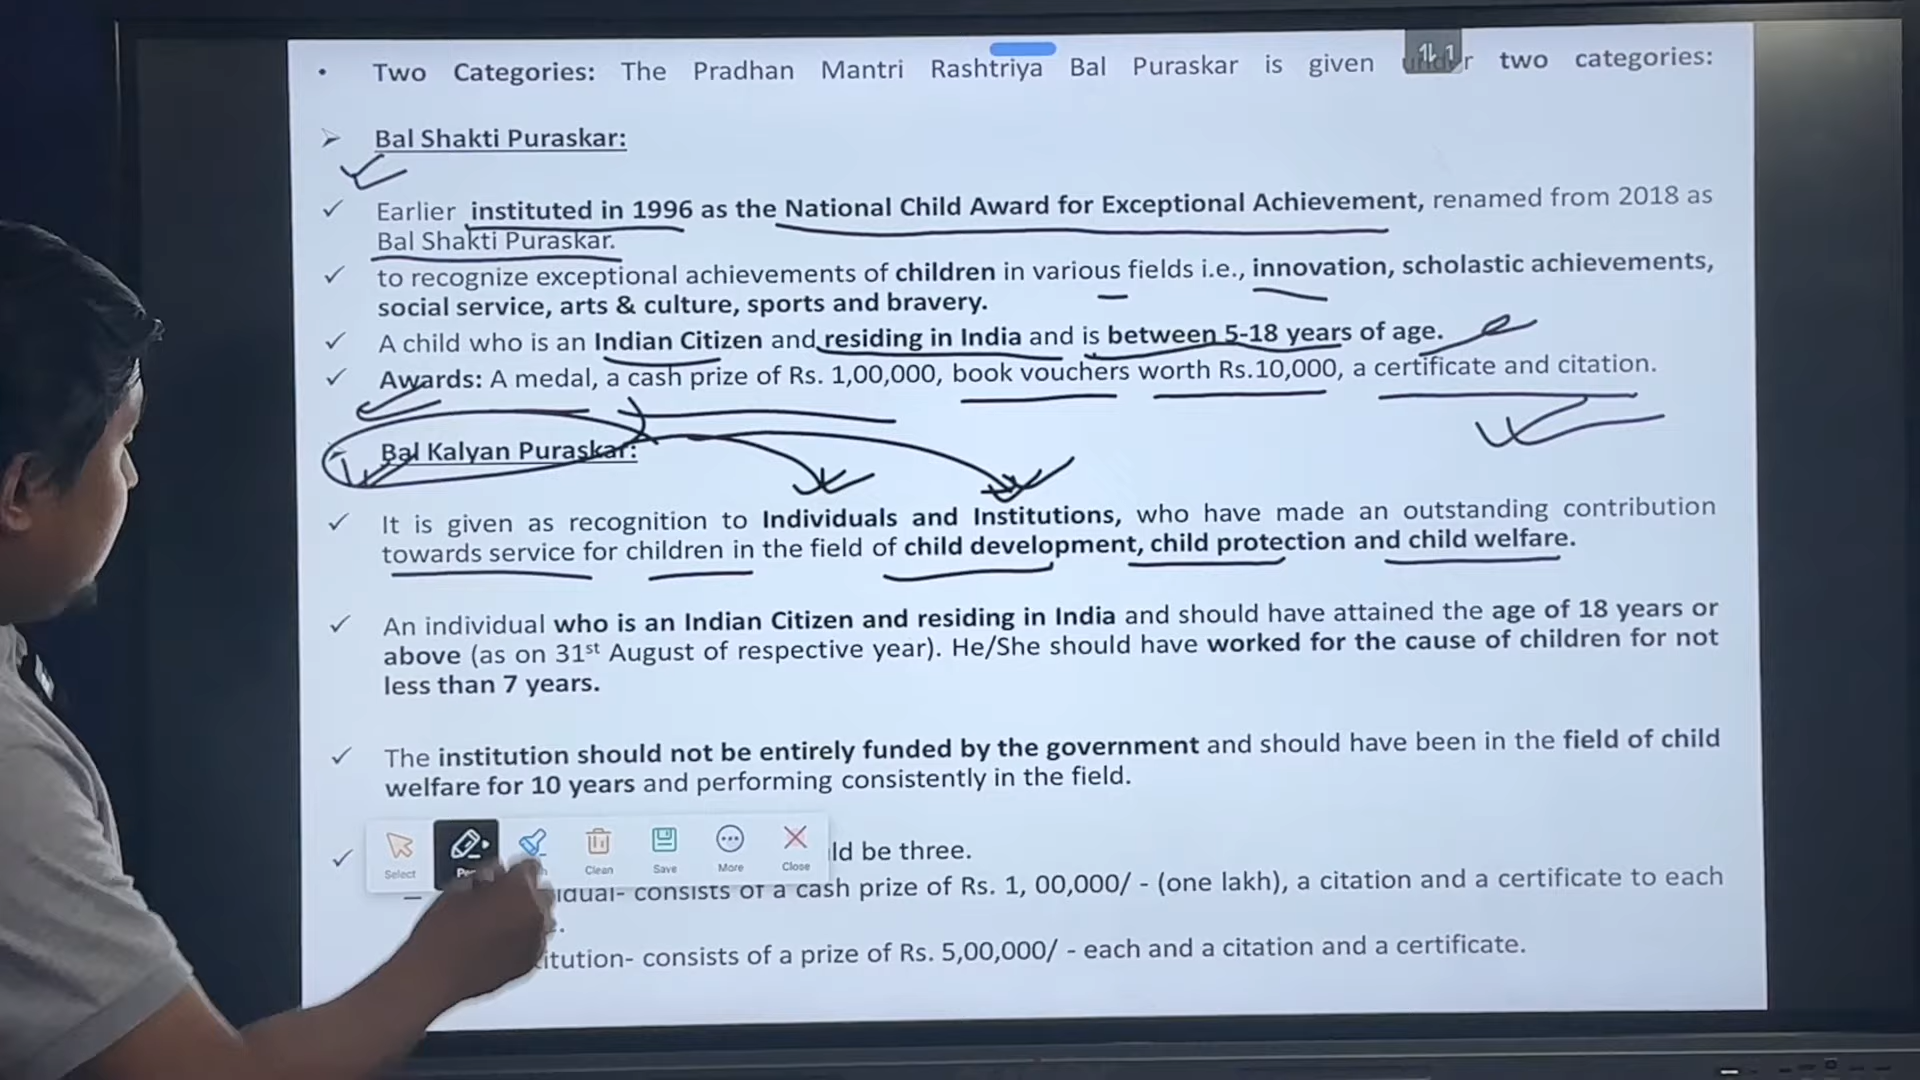 • Two Categories: The Pradhan Mantri Rashtriya Bal Puraskar is given under two categories:
➢ Bal Shakti Puraskar:
✓ Earlier instituted in 1996 as the National Child Award for Exceptional Achievement, renamed from 2018 as
Bal Shakti Puraskar.
✓ to recognize exceptional achievements of children in various fields i.e., innovation, scholastic achievements,
social service, arts & culture, sports and bravery.
✓ A child who is an Indian Citizen and residing in India and is between 5-18 years of age.
✓ Awards: A medal, a cash prize of Rs. 1,00,000, book vouchers worth Rs.10,000, a certificate and citation.
Bal Kalyan Puraskar:
✓ It is given as recognition to Individuals and Institutions, who have made an outstanding contribution
towards service for children in the field of child development, child protection and child welfare.
✓ An individual who is an Indian Citizen and residing in India and should have attained the age of 18 years or
above (as on 31st August of respective year). He/She should have worked for the cause of children for not
less than 7 years.
✓ The institution should not be entirely funded by the government and should have been in the field of child
welfare for 10 years and performing consistently in the field.
✓ ld be three.
Select Clean Save More Close
– idual- consists of a cash prize of Rs. 1, 00,000/ - (one lakh), a citation and a certificate to each
itution- consists of a prize of Rs. 5,00,000/ - each and a citation and a certificate.